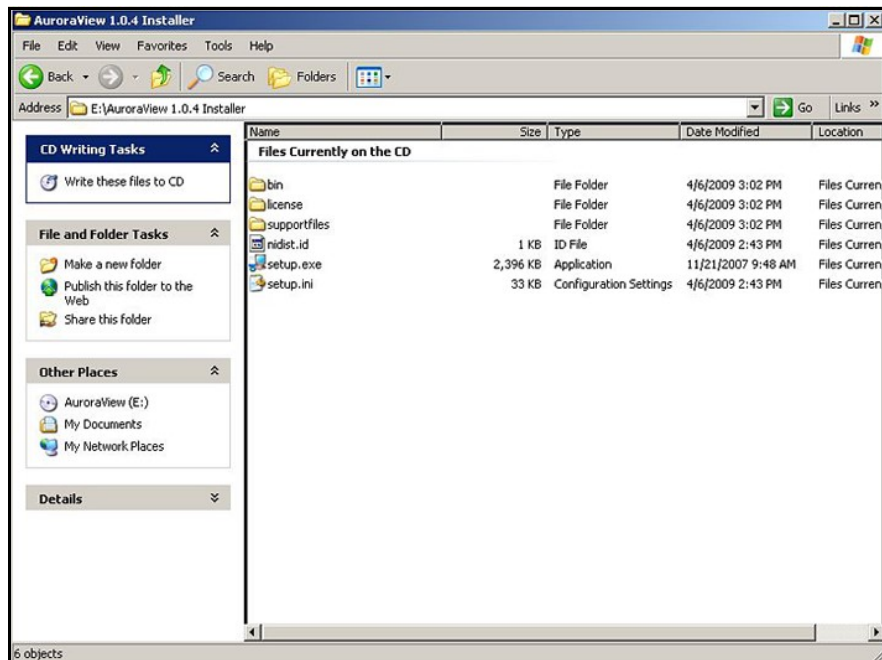 AuroraView 1.0.4 Installer
File Edit View Favorites Tools Help
Back Search Folders
Address E:\AuroraView 1.0.4 Installer Go Links »
Name Size Type Date Modified Location
Files Currently on the CD
bin File Folder 4/6/2009 3:02 PM Files Curren
license File Folder 4/6/2009 3:02 PM Files Curren
supportfiles File Folder 4/6/2009 3:02 PM Files Curren
nidist.id 1 KB ID File 4/6/2009 2:43 PM Files Curren
setup.exe 2,396 KB Application 11/21/2007 9:48 AM Files Curren
setup.ini 33 KB Configuration Settings 4/6/2009 2:43 PM Files Curren
CD Writing Tasks
Write these files to CD
File and Folder Tasks
Make a new folder
Publish this folder to the
Web
Share this folder
Other Places
AuroraView (E:)
My Documents
My Network Places
Details
6 objects